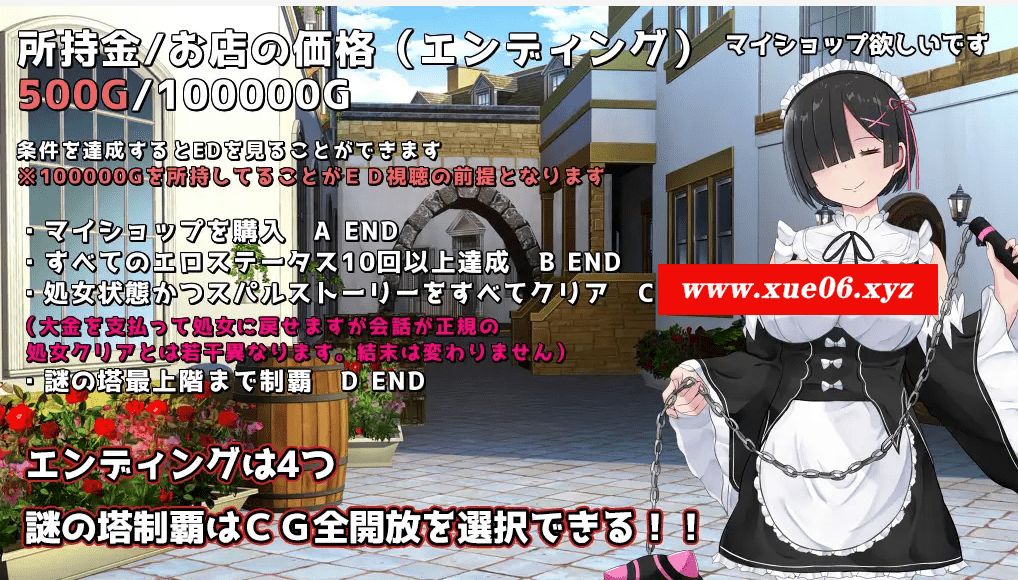 所持金/お店の価格（エンディング）
マイショップ欲しいです
500G/100000G
条件を達成するとEDを見ることができます
※100000Gを所持してることがＥＤ視聴の前提となります
・マイショップを購入　A END
・すべてのエロステータス10回以上達成　B END
・処女状態かつスパルストーリーをすべてクリア　C
www.xue06.xyz
（大金を支払って処女に戻せますが会話が正規の
処女クリアとは若干異なります。結末は変わりません）
・謎の塔最上階まで制覇　D END
エンディングは4つ
謎の塔制覇はＣＧ全開放を選択できる！！